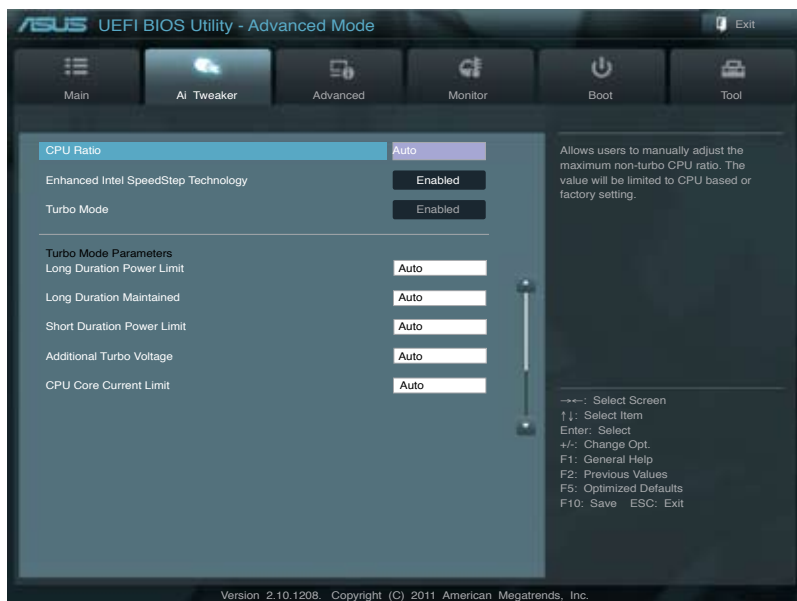 ASUS UEFI BIOS Utility - Advanced Mode
Exit
Main
Ai Tweaker
Advanced
Monitor
Boot
Tool
CPU Ratio Auto
Enhanced Intel SpeedStep Technology Enabled
Turbo Mode Enabled
Turbo Mode Parameters
Long Duration Power Limit Auto
Long Duration Maintained Auto
Short Duration Power Limit Auto
Additional Turbo Voltage Auto
CPU Core Current Limit Auto
Allows users to manually adjust the
maximum non-turbo CPU ratio. The
value will be limited to CPU based or
factory setting.
→←: Select Screen
↑↓: Select Item
Enter: Select
+/-: Change Opt.
F1: General Help
F2: Previous Values
F5: Optimized Defaults
F10: Save ESC: Exit
Version 2.10.1208. Copyright (C) 2011 American Megatrends, Inc.